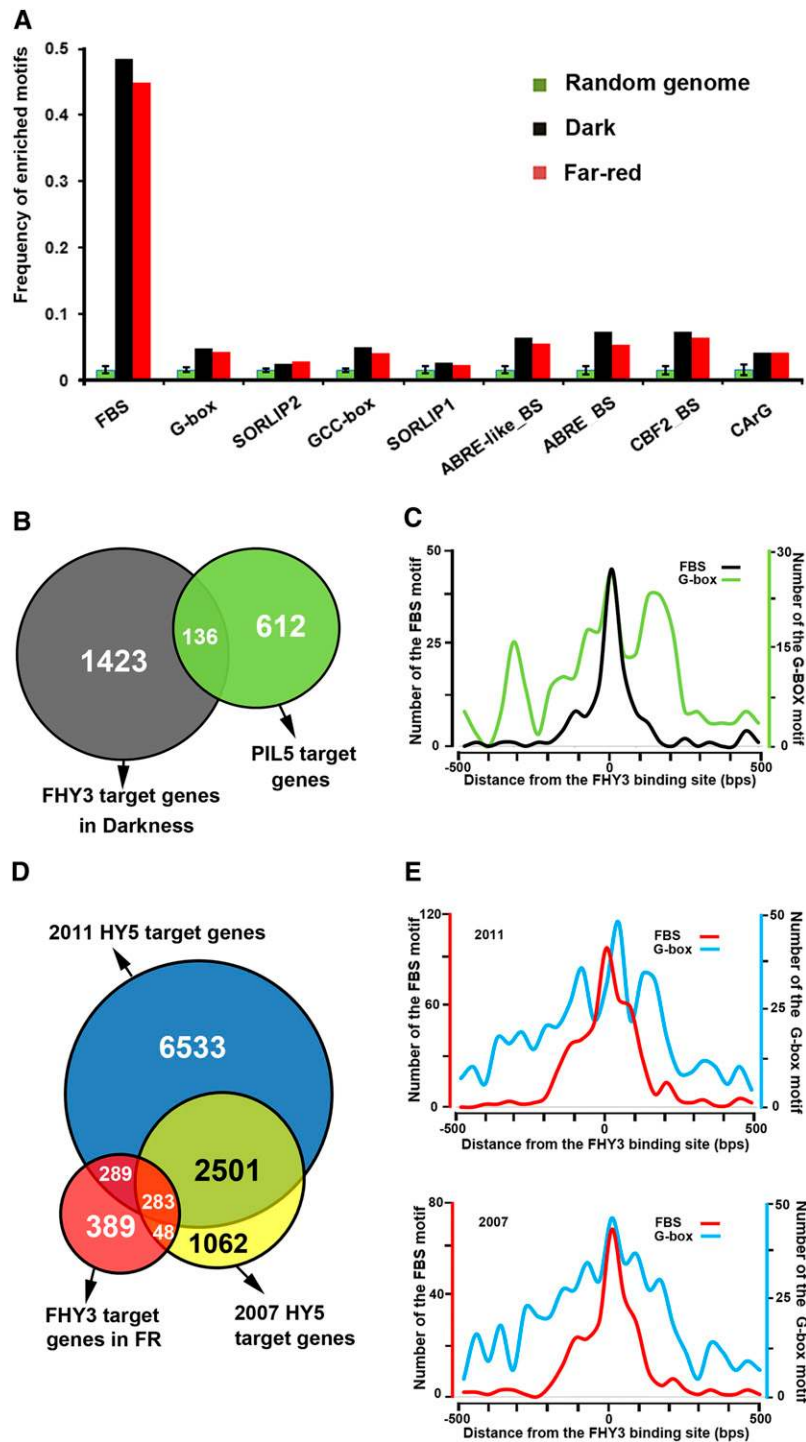 A
Frequency of enriched motifs
0.5
0.4
0.3
0.2
0.1
0
Random genome
Dark
Far-red
FBS
G-box
SORLIP2
GCC-box
SORLIP1
ABRE-like_BS
ABRE_BS
CBF2_BS
CArG
B
1423
136
612
FHY3 target genes
in Darkness
PIL5 target
genes
C
Number of the FBS motif
50
25
0
FBS
G-box
30
16
0
Number of the G-BOX
motif
-500
0
500
Distance from the FHY3 binding site (bps)
D
2011 HY5 target genes
6533
2501
289
283
389
48
1062
FHY3 target
genes in FR
2007 HY5
target genes
E
Number of the FBS motif
120
60
0
2011
FBS
G-box
50
25
0
Number of the G-box motif
-500
0
500
Distance from the FHY3 binding site (bps)
Number of the FBS motif
80
40
0
2007
FBS
G-box
50
25
0
Number of the G-box motif
-500
0
500
Distance from the FHY3 binding site (bps)